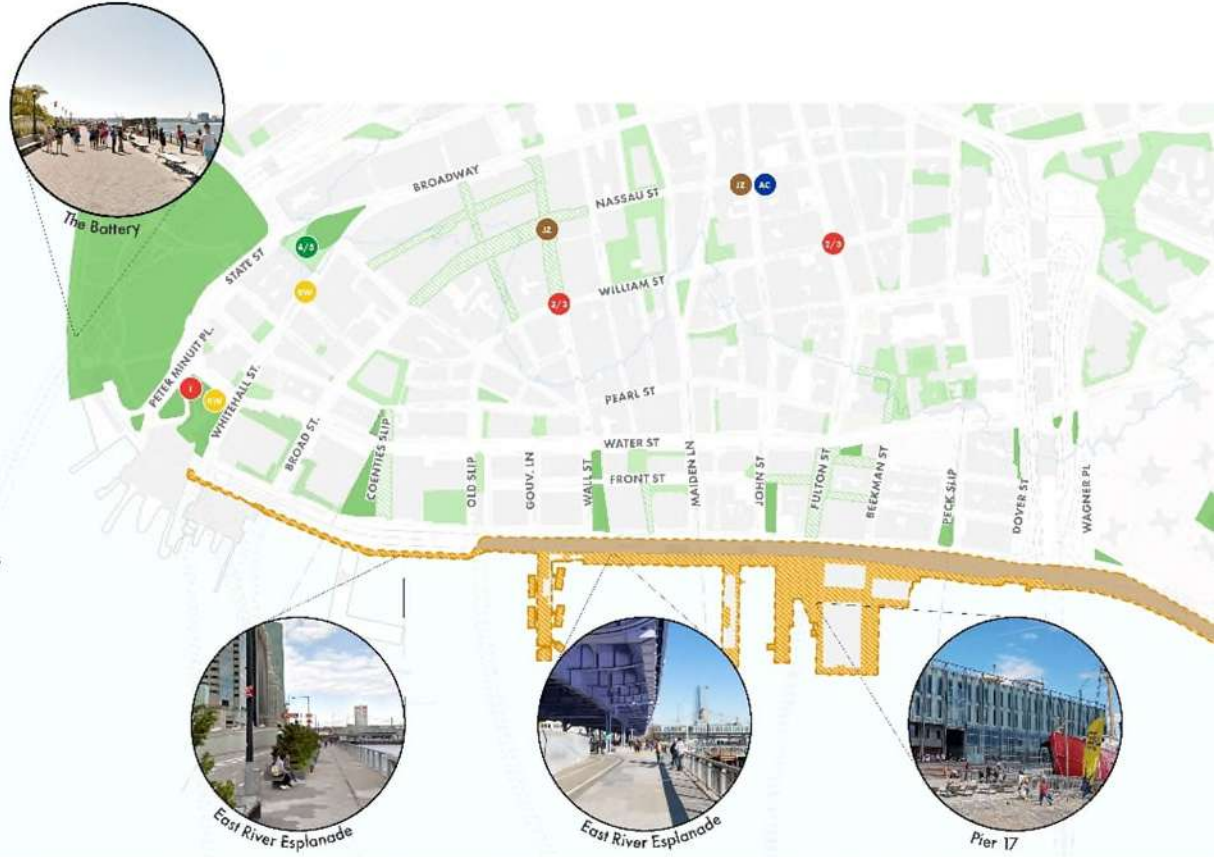 The Battery
BROADWAY
NASSAU ST
JZ
AC
STATE ST
4/5
JZ
2/3
RW
2/3
WILLIAM ST
PETER MINUIT PL.
1
RW
WHITEHALL ST.
BROAD ST.
COENTIES SLIP
PEARL ST
WATER ST
FRONT ST
OLD SLIP
GOUV. LN
WALL ST
MAIDEN LN
JOHN ST
FULTON ST
BEEKMAN ST
PECK SLIP
DOVER ST
WAGNER PL
East River Esplanade
East River Esplanade
Pier 17